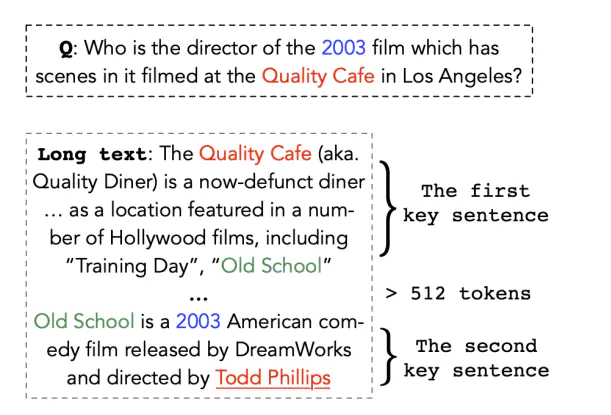 Q: Who is the director of the 2003 film which has
scenes in it filmed at the Quality Cafe in Los Angeles?
Long text: The Quality Cafe (aka.
Quality Diner) is a now-defunct diner
... as a location featured in a num-
ber of Hollywood films, including
“Training Day”, “Old School”
...
Old School is a 2003 American com-
edy film released by DreamWorks
and directed by Todd Phillips
The first
key sentence
> 512 tokens
The second
key sentence